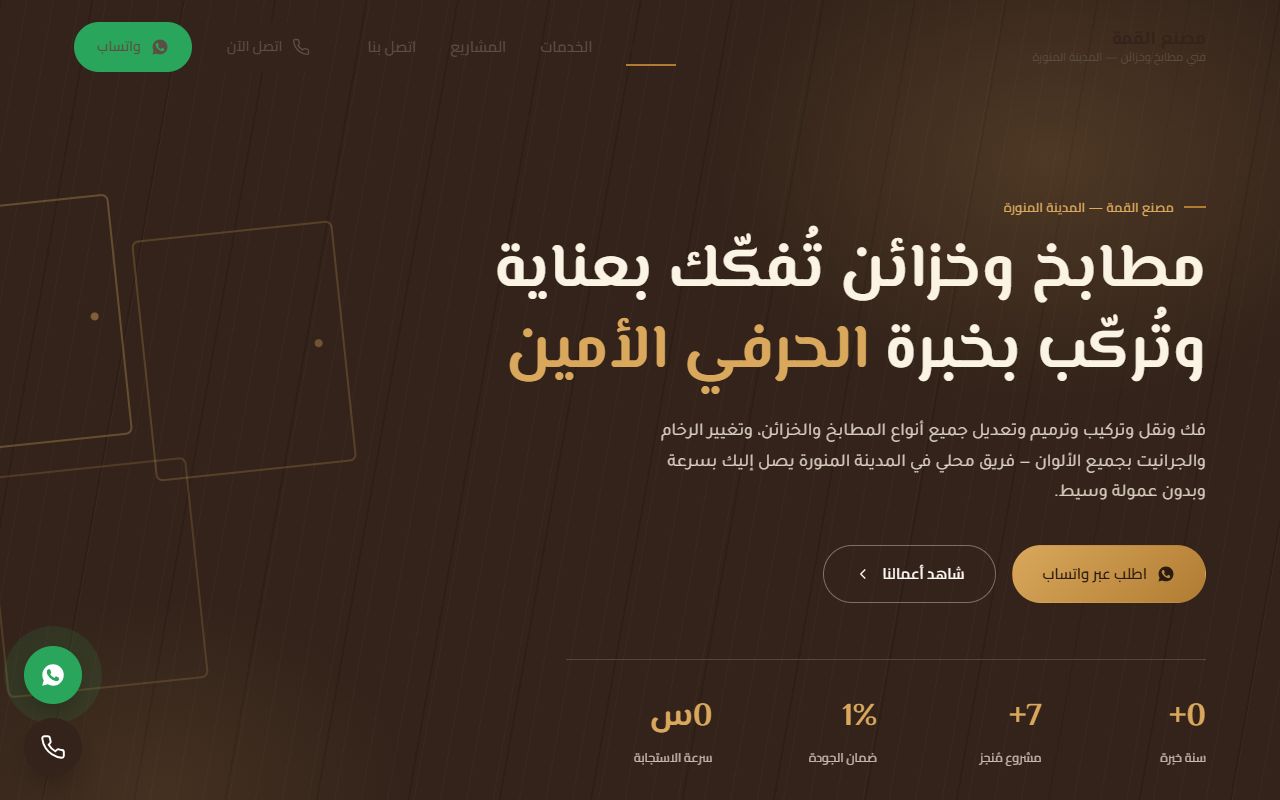 مصنع القمة
فني مطابخ وخزائن — المدينة المنورة
الخدمات
المشاريع
اتصل بنا
اتصل الآن
واتساب
مصنع القمة — المدينة المنورة
مطابخ وخزائن تُفكّك بعناية
وتُركّب بخبرة الحرفي الأمين
فك ونقل وتركيب وترميم وتعديل جميع أنواع المطابخ والخزائن، وتغيير الرخام
والجرانيت بجميع الألوان – فريق محلي في المدينة المنورة يصل إليك بسرعة
وبدون عمولة وسيط.
اطلب عبر واتساب
شاهد أعمالنا
+0
سنة خبرة
+7
مشروع مُنجز
1%
ضمان الجودة
0س
سرعة الاستجابة